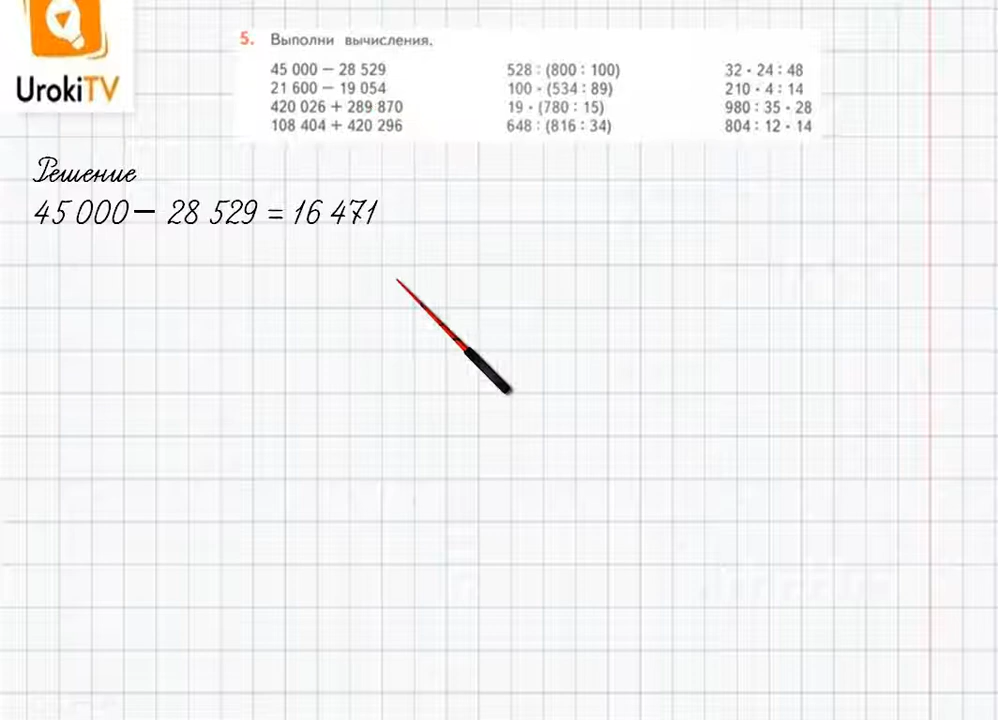 UrokiTV
5. Выполни вычисления.
45 000 − 28 529
21 600 − 19 054
420 026 + 289 870
108 404 + 420 296
528 : (800 : 100)
100 · (534 : 89)
19 · (780 : 15)
648 : (816 : 34)
32 · 24 : 48
210 · 4 : 14
980 : 35 · 28
804 : 12 · 14
Решение
45 000 − 28 529 = 16 471